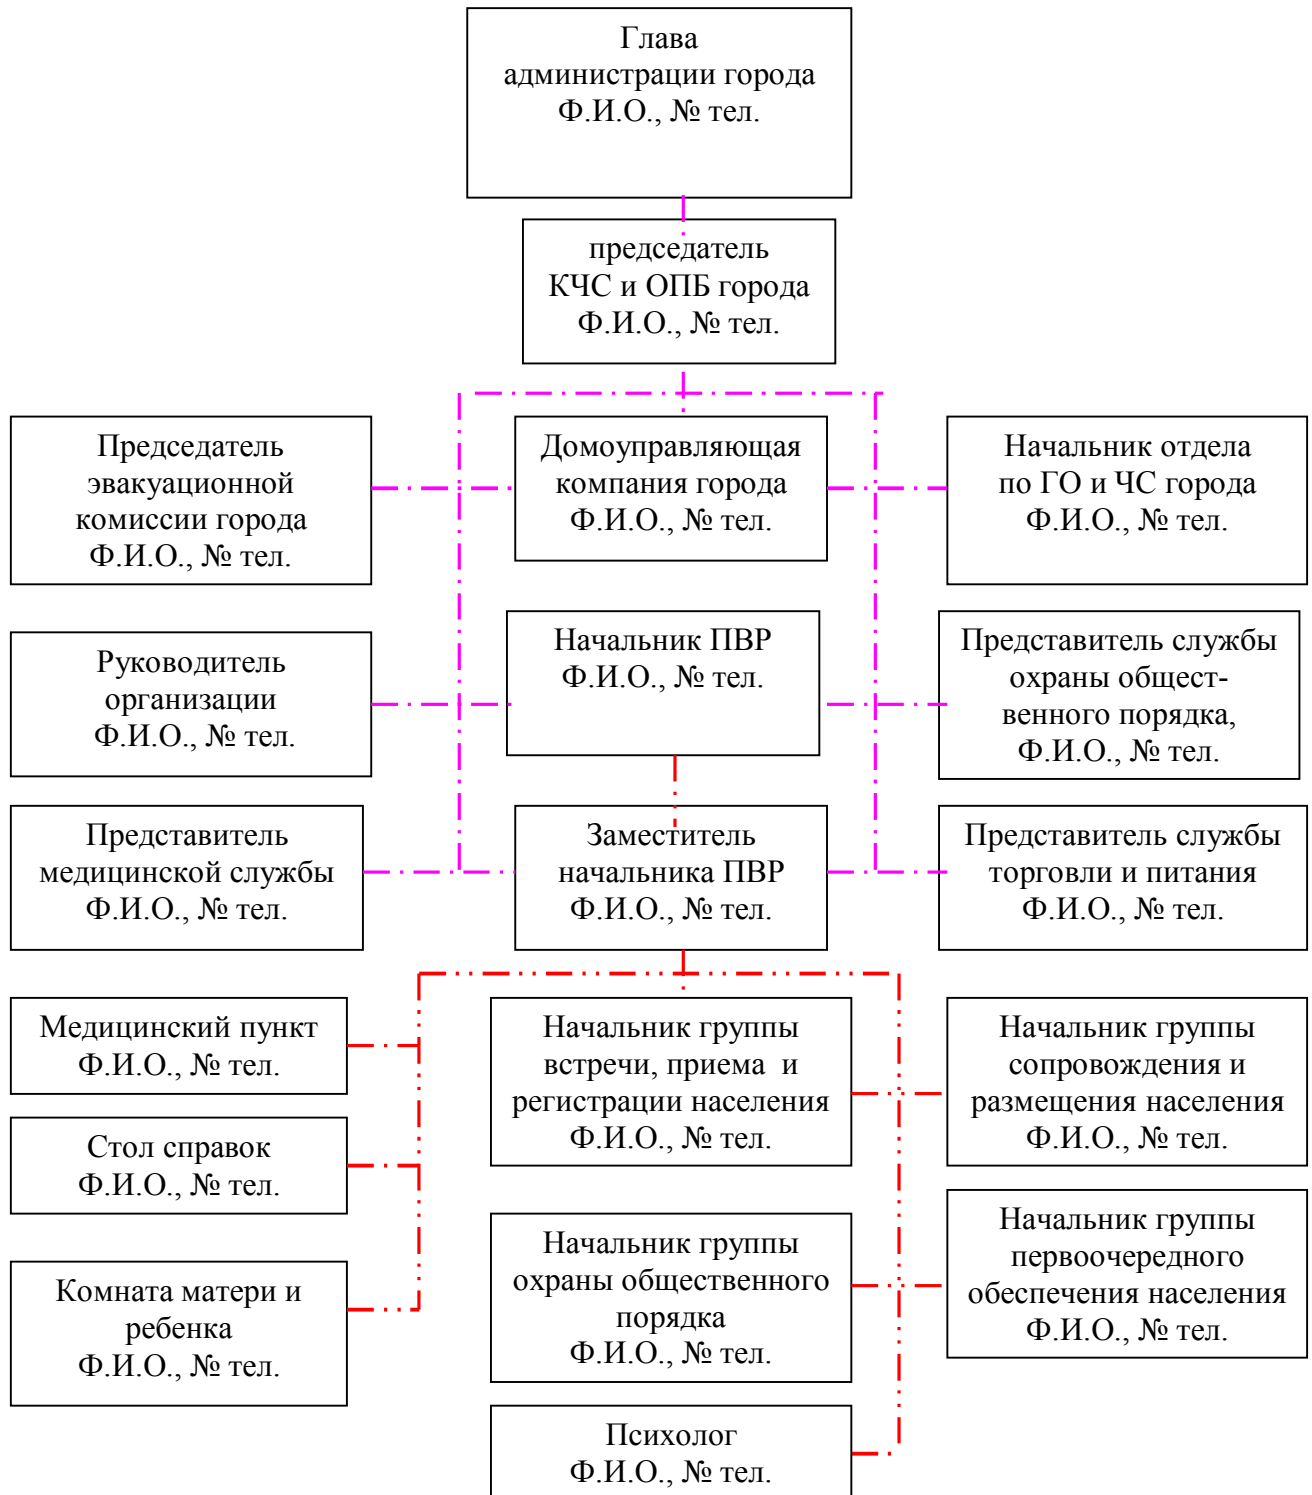 Глава
администрации города
Ф.И.О., № тел.
председатель
КЧС и ОПБ города
Ф.И.О., № тел.
Председатель
эвакуационной
комиссии города
Ф.И.О., № тел.
Домоуправляющая
компания города
Ф.И.О., № тел.
Начальник отдела
по ГО и ЧС города
Ф.И.О., № тел.
Руководитель
организации
Ф.И.О., № тел.
Начальник ПВР
Ф.И.О., № тел.
Представитель службы
охраны общест-
венного порядка,
Ф.И.О., № тел.
Представитель
медицинской службы
Ф.И.О., № тел.
Заместитель
начальника ПВР
Ф.И.О., № тел.
Представитель службы
торговли и питания
Ф.И.О., № тел.
Медицинский пункт
Ф.И.О., № тел.
Начальник группы
встречи, приема и
регистрации населения
Ф.И.О., № тел.
Начальник группы
сопровождения и
размещения населения
Ф.И.О., № тел.
Стол справок
Ф.И.О., № тел.
Комната матери и
ребенка
Ф.И.О., № тел.
Начальник группы
охраны общественного
порядка
Ф.И.О., № тел.
Начальник группы
первоочередного
обеспечения населения
Ф.И.О., № тел.
Психолог
Ф.И.О., № тел.